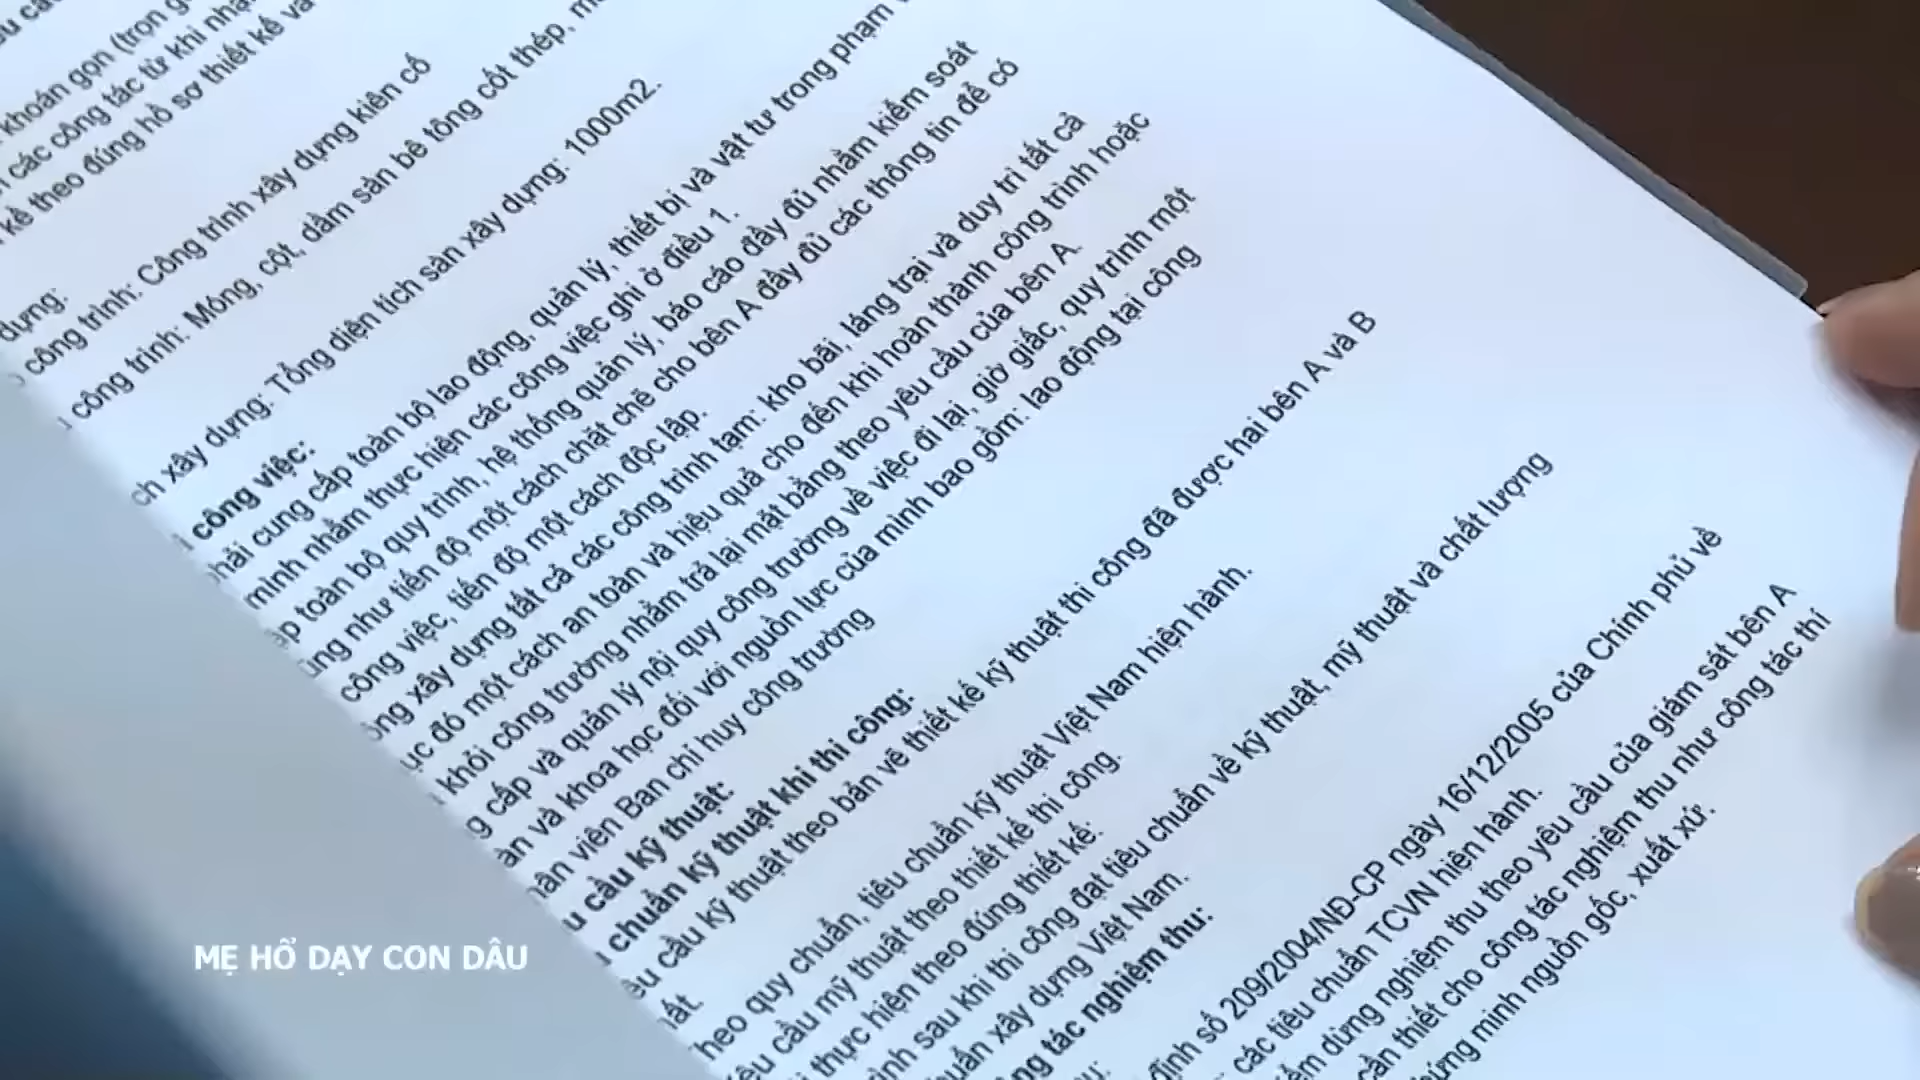 khoán gọn (trọn
các công tác từ khi nhậ
kề theo đúng hồ sơ thiết kế và
dựng:
công trình: Công trình xây dựng kiên cố
công trình: Móng, cột, dầm sàn bê tông cốt thép,
ch xây dựng: Tổng diện tích sàn xây dựng: 1000m2.
công việc:
phải cung cấp toàn bộ lao động, quản lý, thiết bị và vật tư trong phạm
mình nhằm thực hiện các công việc ghi ở điều 1.
ấp toàn bộ quy trình, hệ thống quản lý, báo cáo đầy đủ nhằm kiểm soát
ũng như tiến độ một cách chặt chẽ cho bên A đầy đủ các thông tin để có
công việc, tiến độ một cách độc lập.
ông xây dựng tất cả các công trình tạm: kho bãi, láng trại và duy trì tất cả
ục đó một cách an toàn và hiệu quả cho đến khi hoàn thành công trình hoặc
khỏi công trường nhằm trả lại mặt bằng theo yêu cầu của bên A.
g cấp và quản lý nội quy công trường về việc đi lại, giờ giấc, quy trình một
àn và khoa học đối với nguồn lực của mình bao gồm: lao động tại công
hân viên Ban chỉ huy công trường
u cầu kỹ thuật:
chuẩn kỹ thuật khi thi công:
êu cầu kỹ thuật theo bản vẽ thiết kế kỹ thuật thi công đã được hai bên A và B
hất.
Theo quy chuẩn, tiêu chuẩn kỹ thuật Việt Nam hiện hành.
êu cầu mỹ thuật theo thiết kế thi công.
thực hiện theo đúng thiết kế:
rình sau khi thi công đạt tiêu chuẩn về kỹ thuật, mỹ thuật và chất lượng
huẩn xây dựng Việt Nam.
ng tác nghiệm thu:
định số 209/2004/NĐ-CP ngày 16/12/2005 của Chính phủ về
các tiêu chuẩn TCVN hiện hành.
ểm dừng nghiệm thu theo yêu cầu của giám sát bên A
cần thiết cho công tác nghiệm thu như công tác thí
hứng minh nguồn gốc, xuất xứ.
MẸ HỔ DẠY CON DÂU